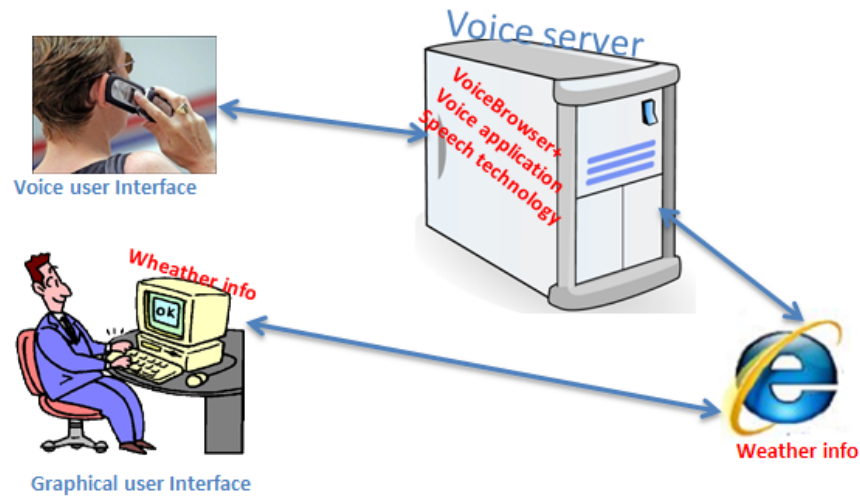 Voice server
VoiceBrowser+
Voice application
Speech technology
Voice user Interface
Wheather info
OK
Weather info
Graphical user Interface